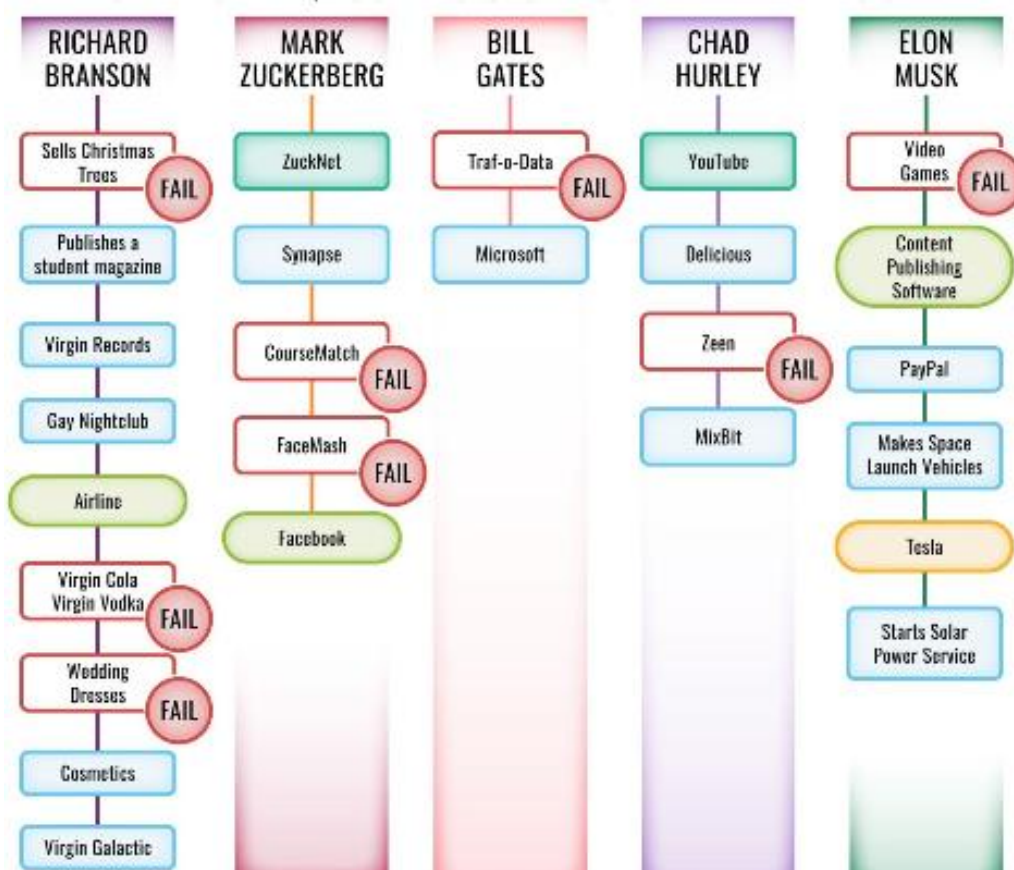 RICHARD
BRANSON
Sells Christmas
Trees
FAIL
Publishes a
student magazine
Virgin Records
Gay Nightclub
Airline
Virgin Cola
Virgin Vodka
FAIL
Wedding
Dresses
FAIL
Cosmetics
Virgin Galactic
MARK
ZUCKERBERG
ZuckNet
Synapse
CourseMatch
FAIL
FaceMash
FAIL
Facebook
BILL
GATES
Traf-o-Data
FAIL
Microsoft
CHAD
HURLEY
YouTube
Delicious
Zeen
FAIL
MixBit
ELON
MUSK
Video
Games
FAIL
Content
Publishing
Software
PayPal
Makes Space
Launch Vehicles
Tesla
Starts Solar
Power Service